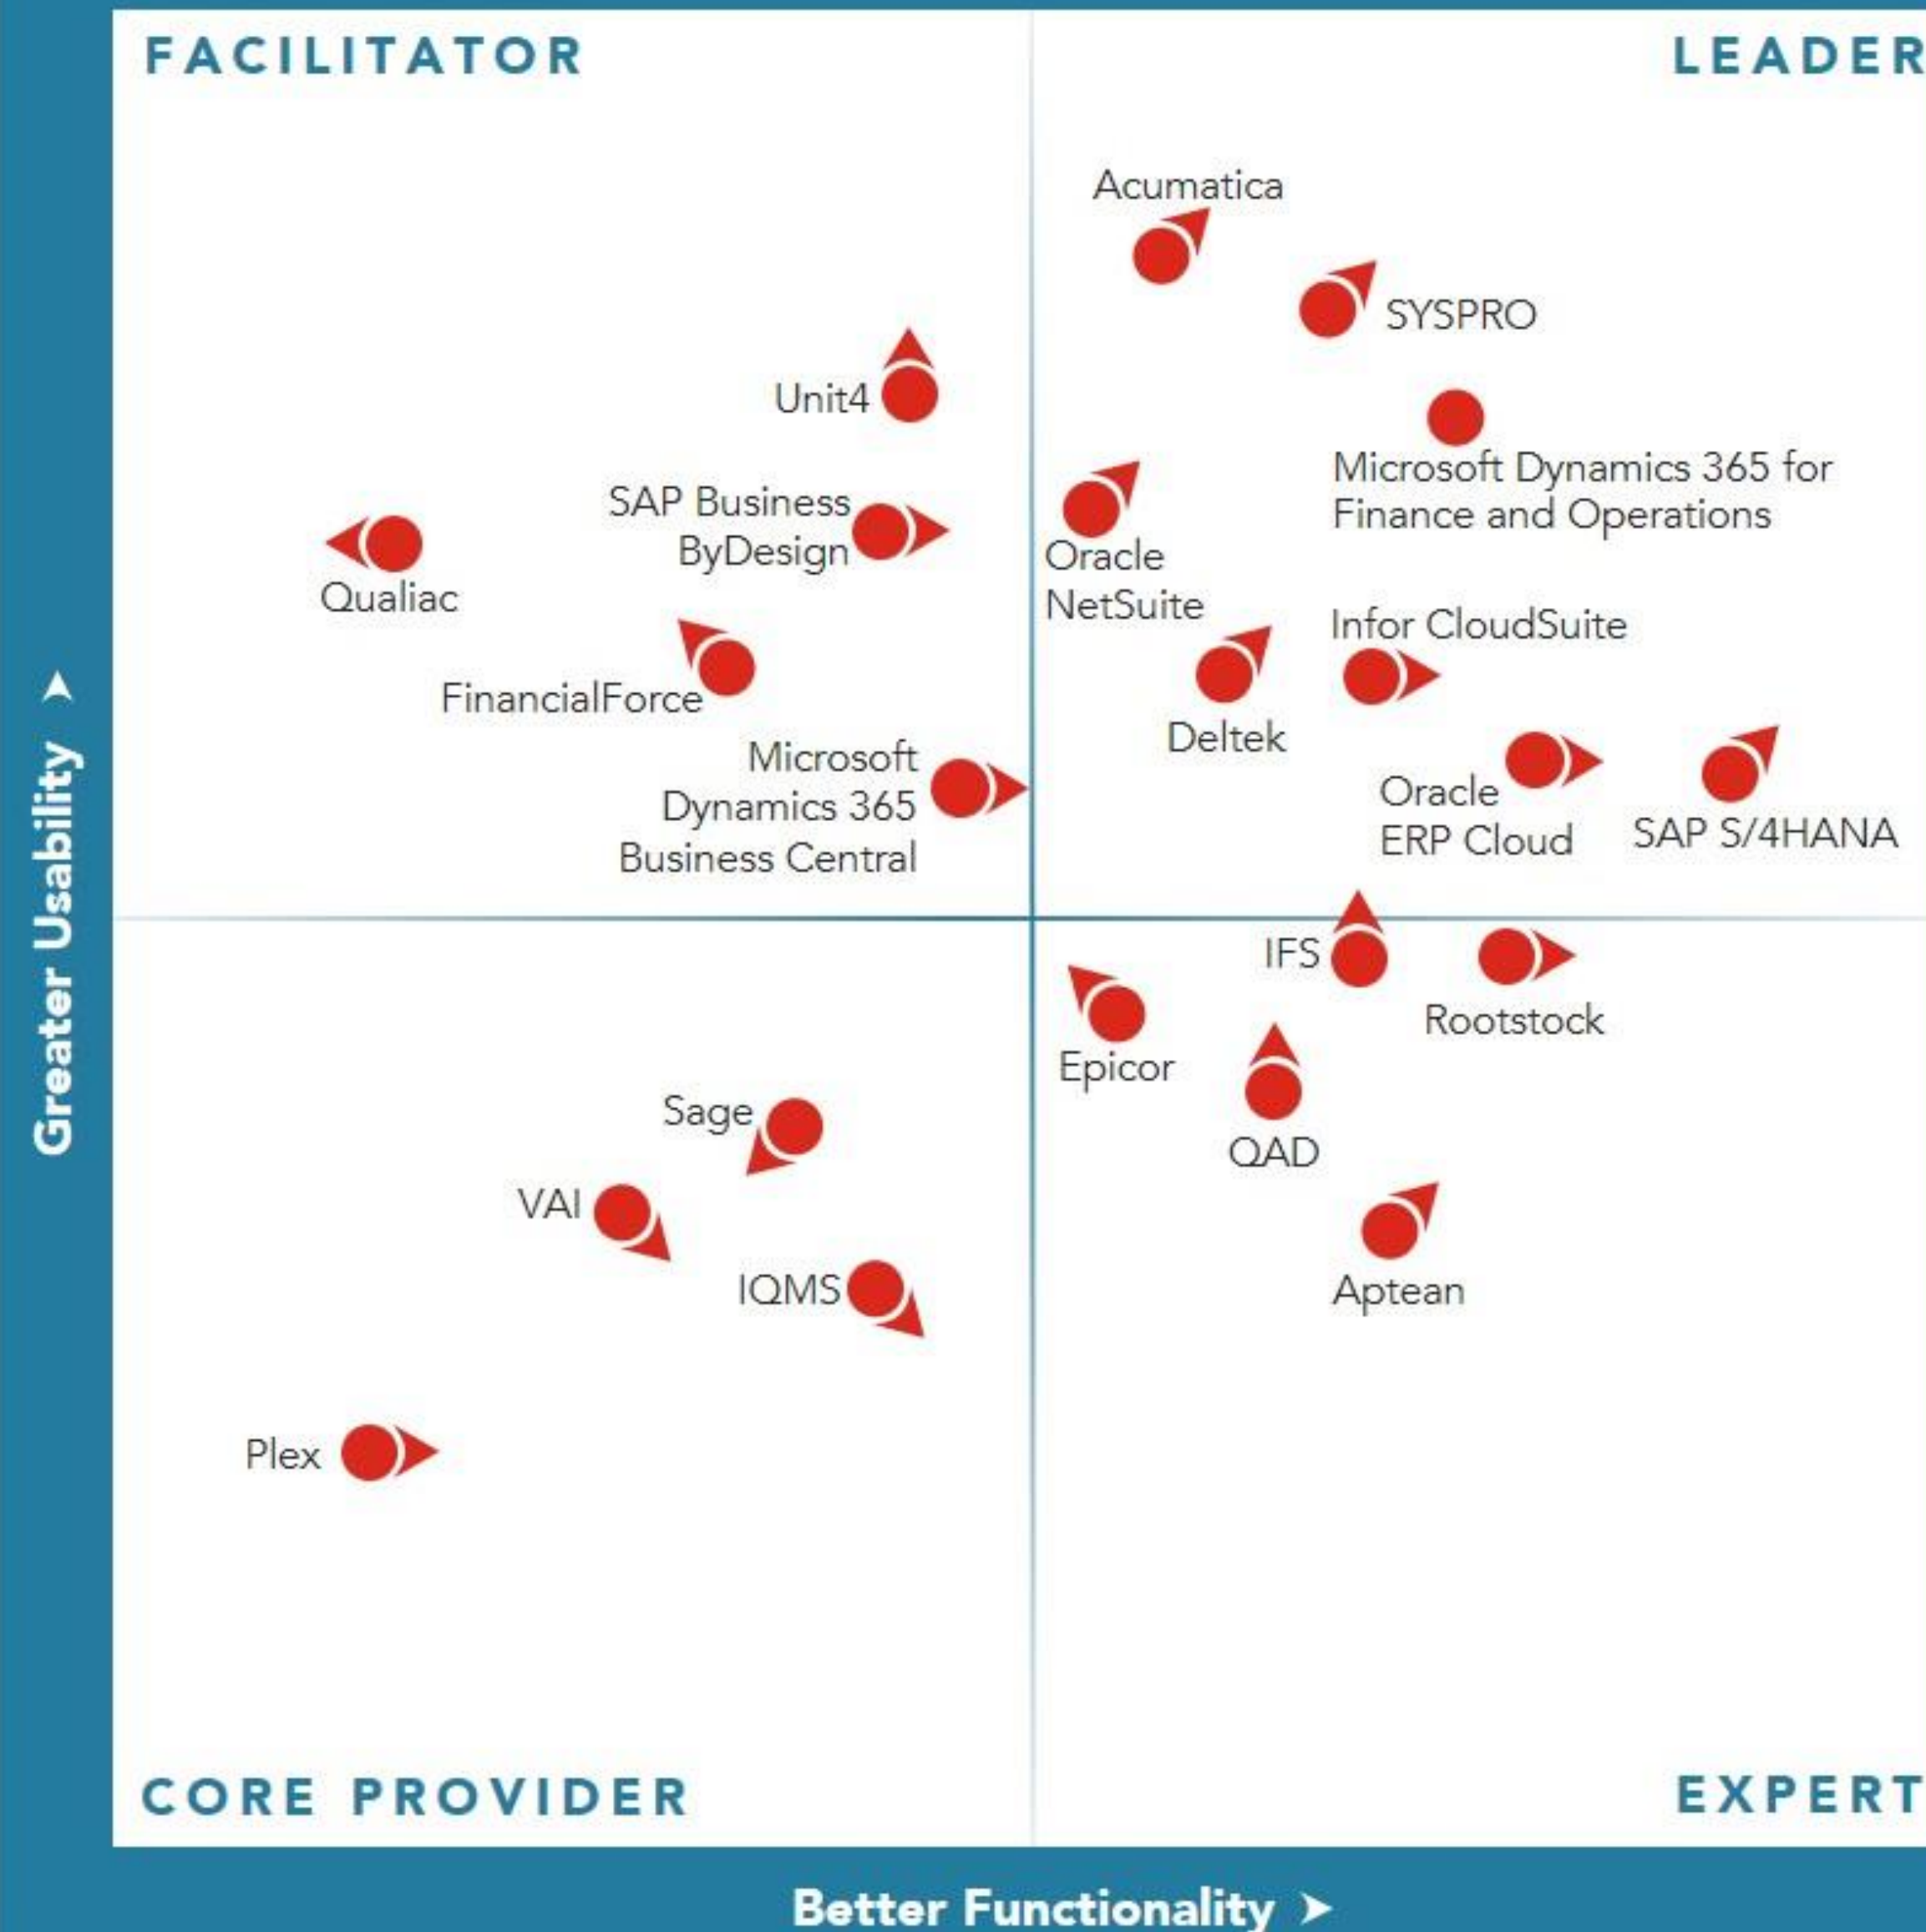 FACILITATOR
LEADER
Acumatica
SYSPRO
Unit4
Microsoft Dynamics 365 for
Finance and Operations
SAP Business
ByDesign
Oracle
NetSuite
Qualiac
Infor CloudSuite
FinancialForce
Deltek
Microsoft
Dynamics 365
Business Central
Oracle
ERP Cloud
SAP S/4HANA
Greater Usability
IFS
Rootstock
Epicor
Sage
QAD
VAI
IQMS
Aptean
Plex
CORE PROVIDER
EXPERT
Better Functionality